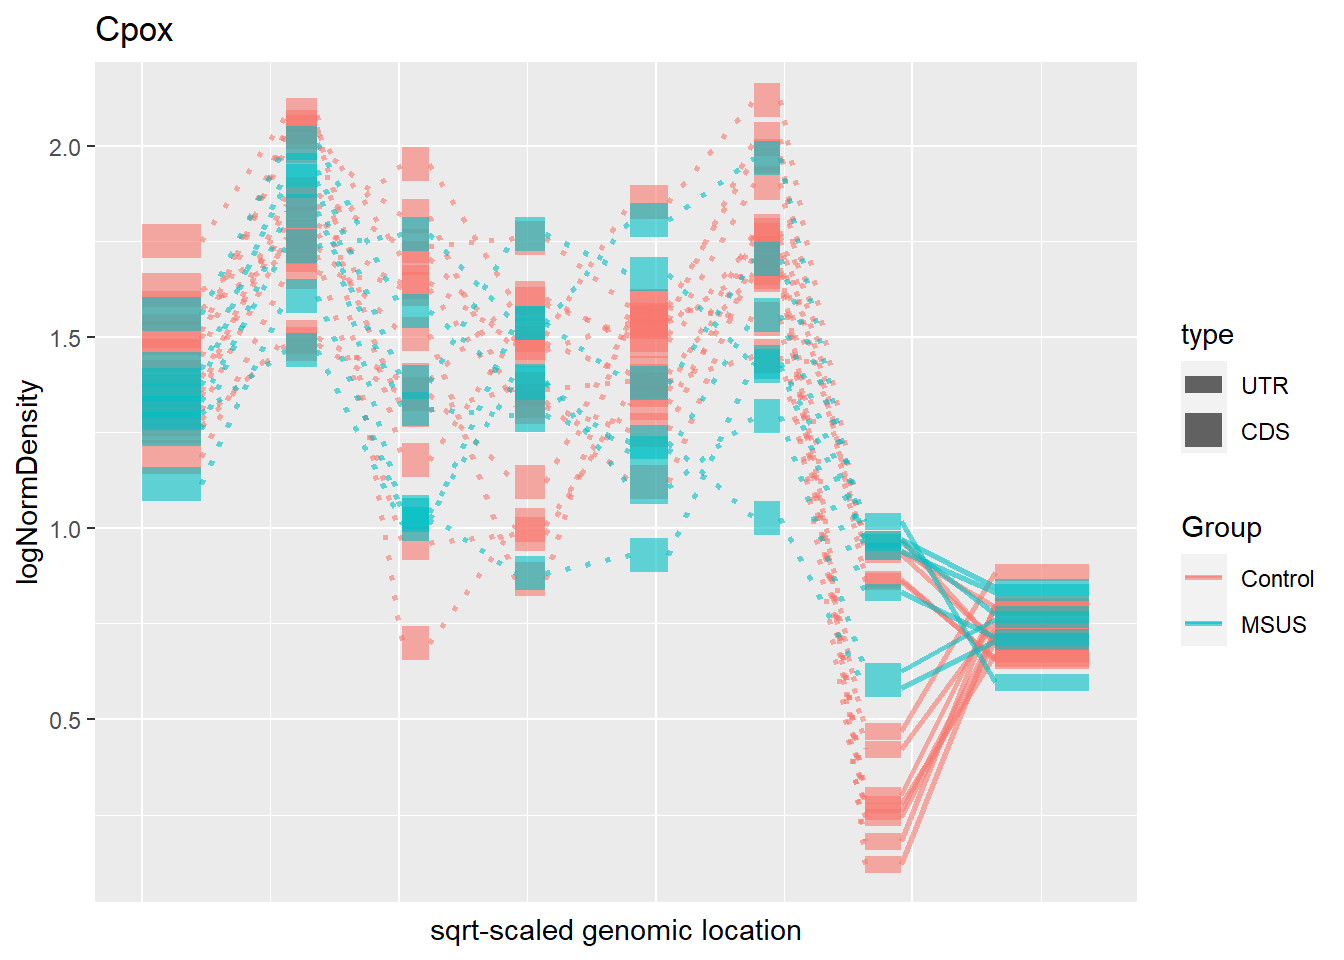 Cpox
2.0
1.5
1.0
0.5
logNormDensity
sqrt-scaled genomic location
type
UTR
CDS
Group
Control
MSUS